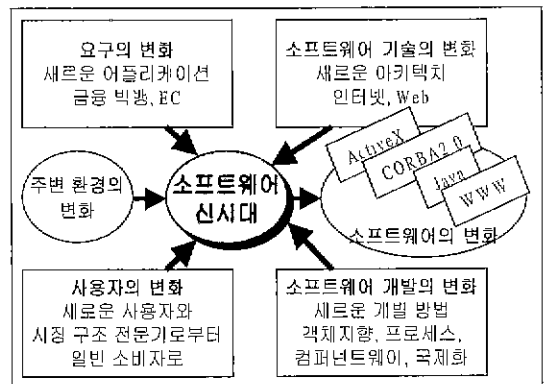 요구의 변화
새로운 어플리케이션
금융 빅뱅, EC
소프트웨어 기술의 변화
새로운 아키텍치
인터넷, Web
ActiveX
CORBA2.0
Java
WWW
주변 환경의
변화
소프트웨어
신시대
소프트웨어의 변화
사용자의 변화
새로운 사용자와
시장 구조 전문가로부터
일반 소비자로
소프트웨어 개발의 변화
새로운 개발 방법
객체지향, 프로세스,
컴퍼넌트웨어, 국제화